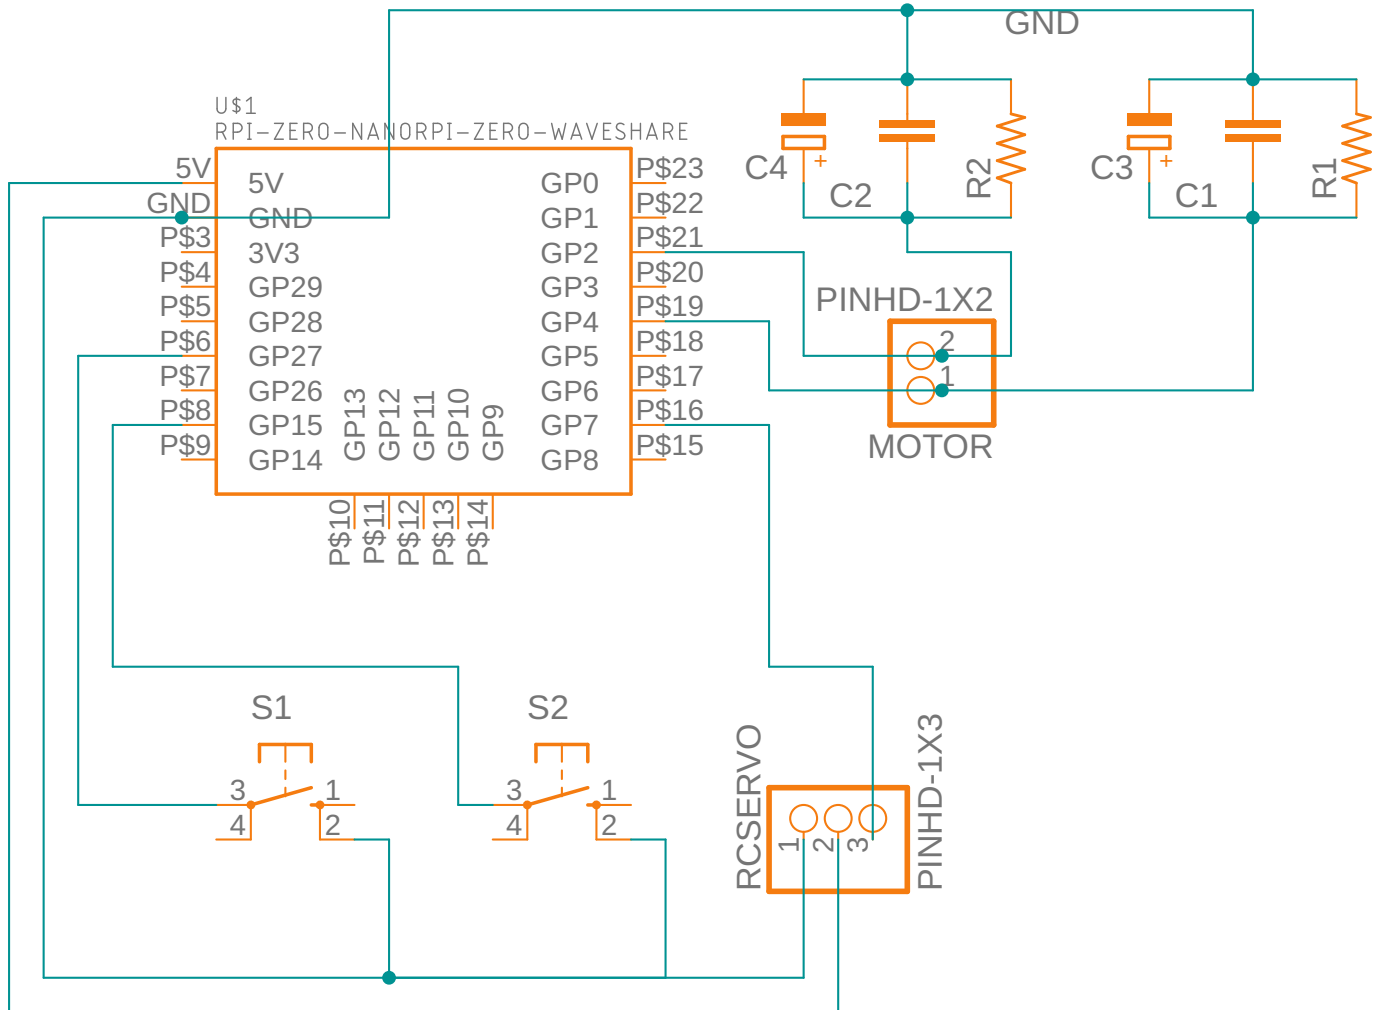 GND
U$1
RPI-ZERO-NANORPI-ZERO-WAVESHARE
5V
GND
P$3
P$4
P$5
P$6
P$7
P$8
P$9
5V
GND
3V3
GP29
GP28
GP27
GP26
GP15
GP14
GP13
GP12
GP11
GP10
GP9
GP0
GP1
GP2
GP3
GP4
GP5
GP6
GP7
GP8
P$23
P$22
P$21
P$20
P$19
P$18
P$17
P$16
P$15
P$10
P$11
P$12
P$13
P$14
C4
+
C2
R2
C3
+
C1
R1
PINHD-1X2
2
1
MOTOR
S1
3
1
4
2
S2
3
1
4
2
RCSERVO
1
2
3
PINHD-1X3